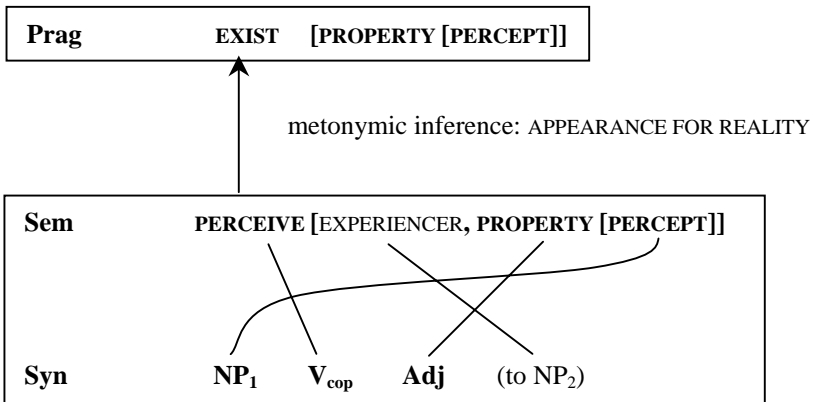 Prag EXIST [PROPERTY [PERCEPT]]
metonymic inference: APPEARANCE FOR REALITY
Sem PERCEIVE [EXPERIENCER, PROPERTY [PERCEPT]]
Syn NP₁ V_cop Adj (to NP₂)